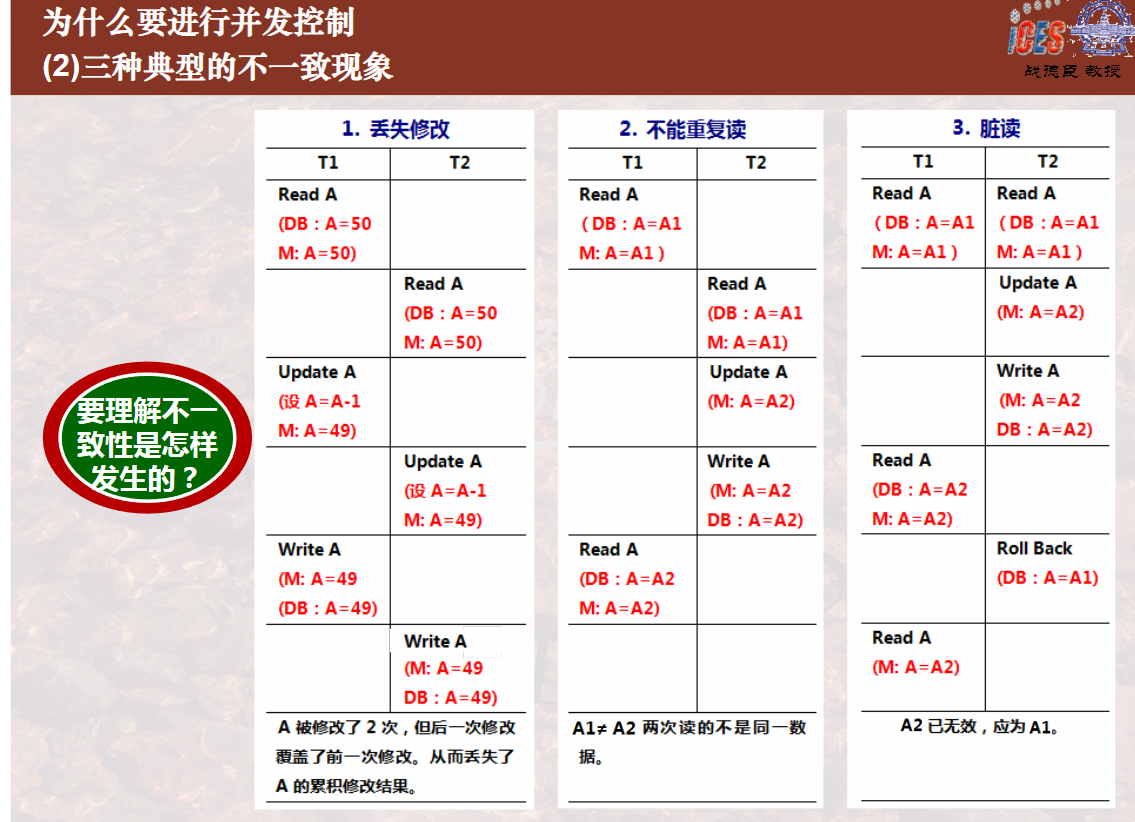 为什么要进行并发控制
(2)三种典型的不一致现象
iCES
战德臣 教授
要理解不一
致性是怎样
发生的？
1. 丢失修改
T1 T2
Read A
(DB：A=50
M: A=50)
Read A
(DB：A=50
M: A=50)
Update A
(设 A=A-1
M: A=49)
Update A
(设 A=A-1
M: A=49)
Write A
(M: A=49
(DB：A=49)
Write A
(M: A=49
DB：A=49)
A 被修改了 2 次，但后一次修改
覆盖了前一次修改。从而丢失了
A 的累积修改结果。
2. 不能重复读
T1 T2
Read A
（DB：A=A1
M: A=A1）
Read A
(DB：A=A1
M: A=A1)
Update A
(M: A=A2)
Write A
(M: A=A2
DB：A=A2)
Read A
(DB：A=A2
M: A=A2)
A1≠ A2 两次读的不是同一数
据。
3. 脏读
T1 T2
Read A Read A
（DB：A=A1 （DB：A=A1
M: A=A1） M: A=A1）
Update A
(M: A=A2)
Write A
(M: A=A2
DB：A=A2)
Read A
(DB：A=A2
M: A=A2)
Roll Back
(DB：A=A1)
Read A
(M: A=A2)
A2 已无效，应为 A1。